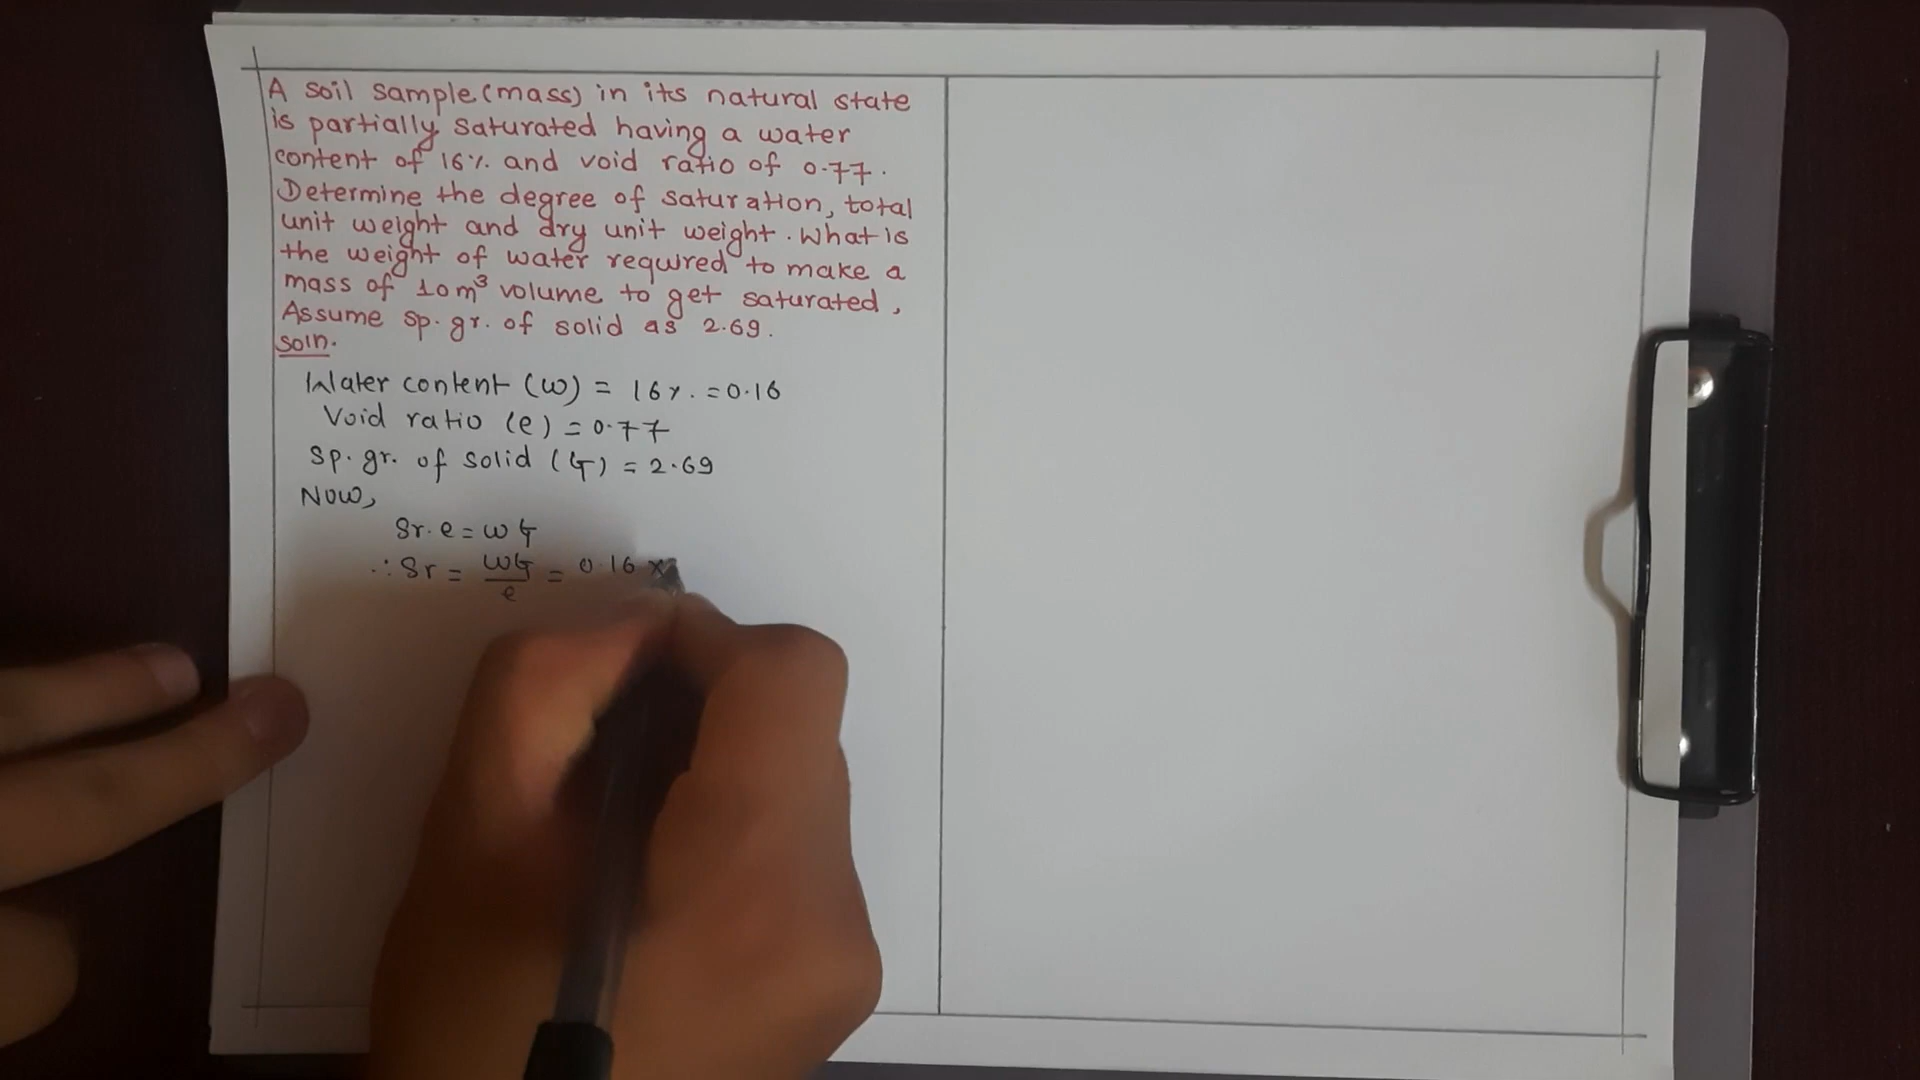 A soil sample (mass) in its natural state
is partially saturated having a water
content of 16%. and void ratio of 0.77.
Determine the degree of saturation, total
unit weight and dry unit weight. What is
the weight of water required to make a
mass of 10m³ volume to get saturated,
Assume sp. gr. of solid as 2.69.
soln.
Water content (ω) = 16%. = 0.16
Void ratio (e) = 0.77
Sp. gr. of solid (G) = 2.69
Now,
Sr. e = ωG
∴ Sr = ωG/e = 0.16 ×